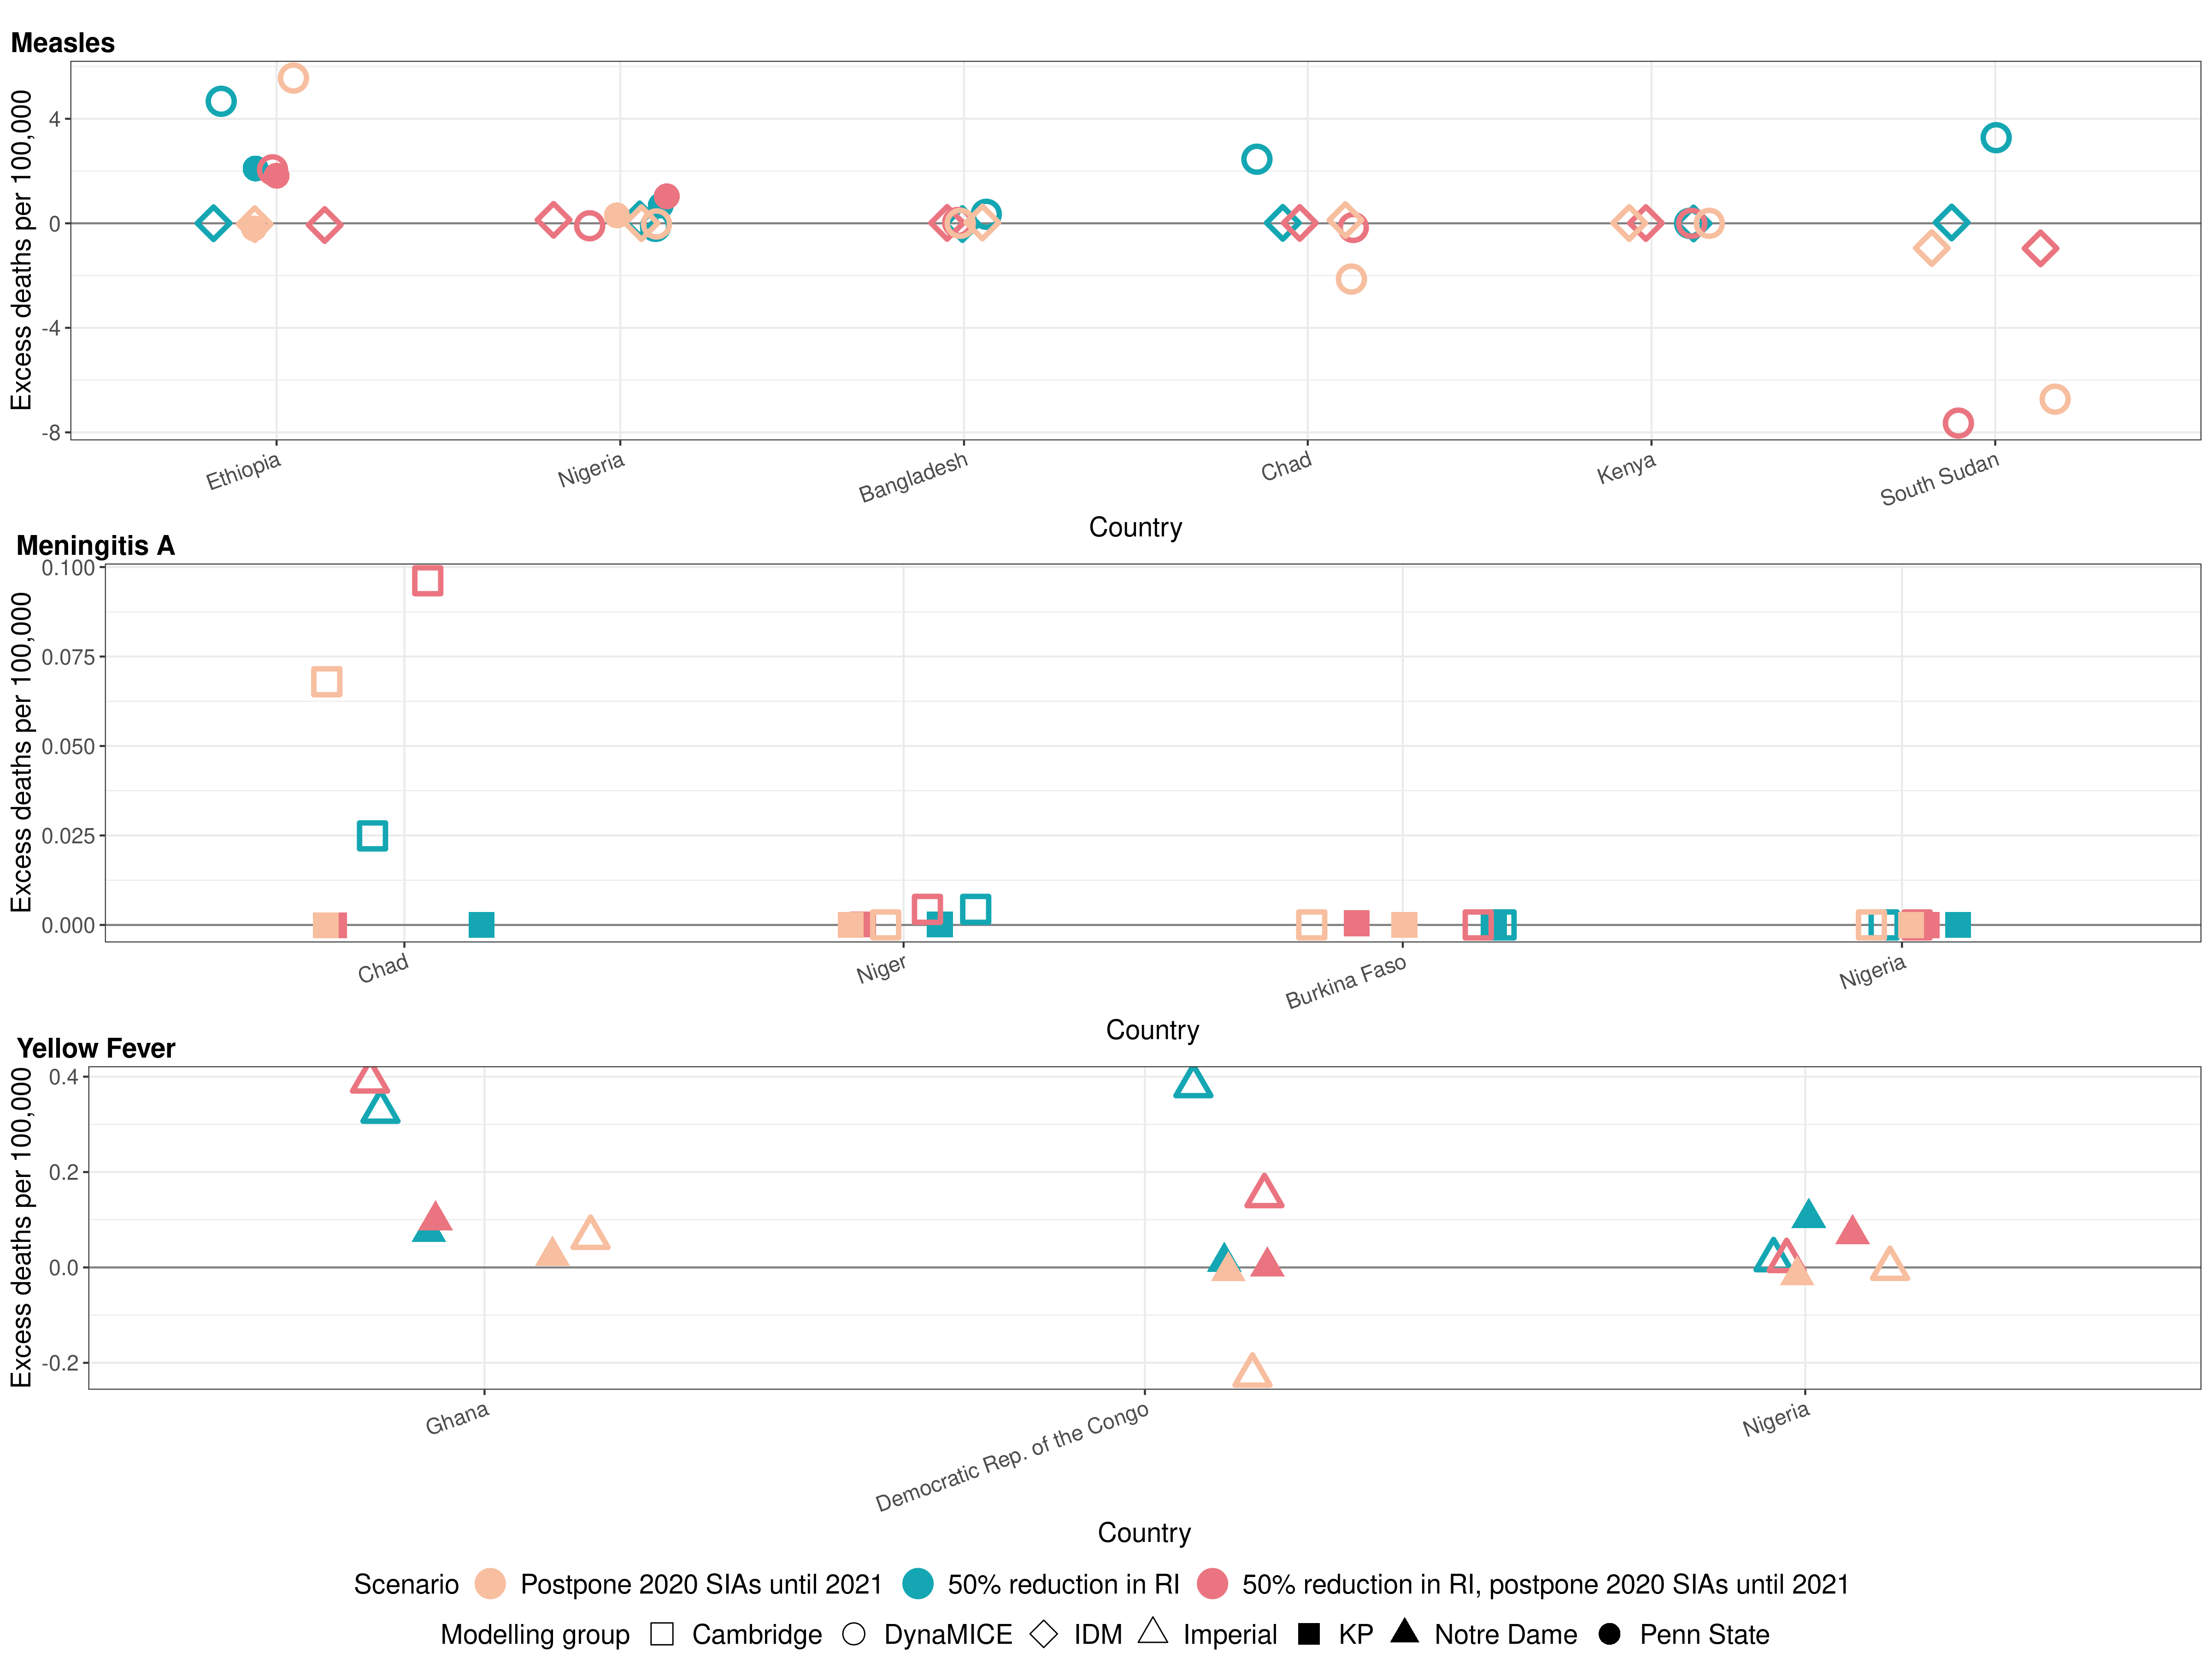 Measles
Excess deaths per 100,000
4
0
-4
-8
Ethiopia
Nigeria
Bangladesh
Chad
Kenya
South Sudan
Country
Meningitis A
Excess deaths per 100,000
0.100
0.075
0.050
0.025
0.000
Chad
Niger
Burkina Faso
Nigeria
Country
Yellow Fever
Excess deaths per 100,000
0.4
0.2
0.0
-0.2
Ghana
Democratic Rep. of the Congo
Nigeria
Country
Scenario Postpone 2020 SIAs until 2021 50% reduction in RI 50% reduction in RI, postpone 2020 SIAs until 2021
Modelling group Cambridge DynaMICE IDM Imperial KP Notre Dame Penn State